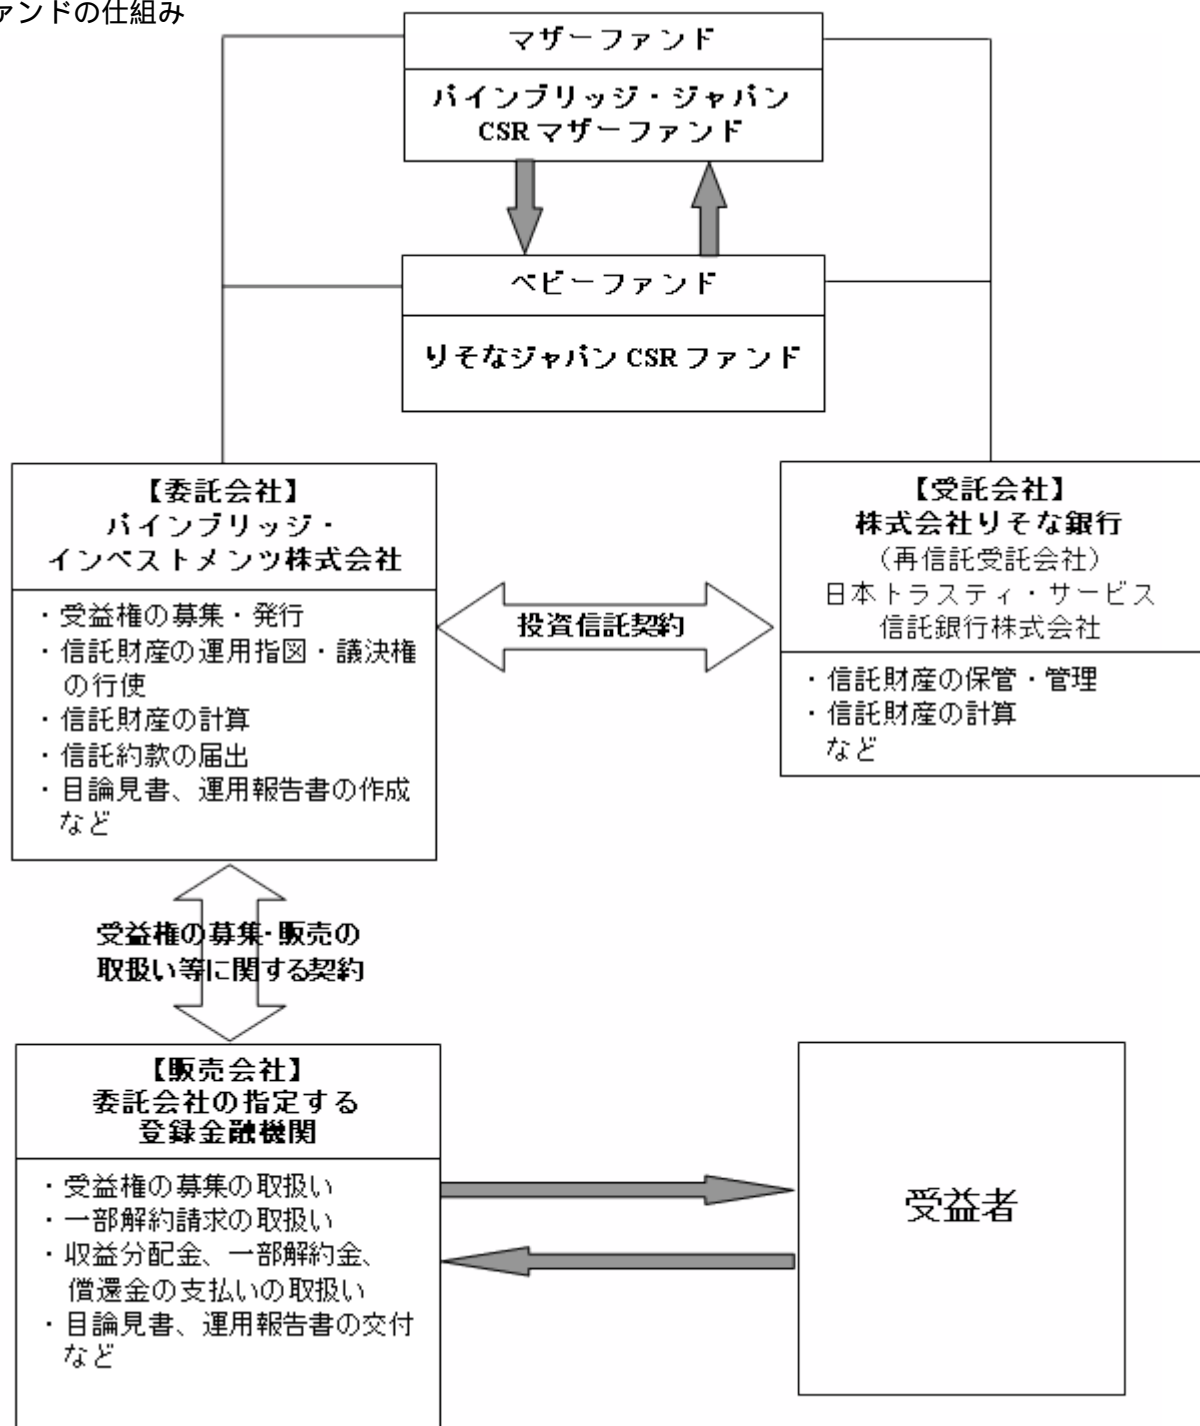 ァンドの仕組み
マザーファンド
パインブリッジ・ジャパン
CSRマザーファンド
ベビーファンド
りそなジャパンCSRファンド
【委託会社】
パインブリッジ・
インベストメンツ株式会社
・受益権の募集・発行
・信託財産の運用指図・議決権
の行使
・信託財産の計算
・信託約款の届出
・目論見書、運用報告書の作成
など
投資信託契約
【受託会社】
株式会社りそな銀行
（再信託受託会社）
日本トラスティ・サービス
信託銀行株式会社
・信託財産の保管・管理
・信託財産の計算
など
受益権の募集・販売の
取扱い等に関する契約
【販売会社】
委託会社の指定する
登録金融機関
・受益権の募集の取扱い
・一部解約請求の取扱い
・収益分配金、一部解約金、
償還金の支払いの取扱い
・目論見書、運用報告書の交付
など
受益者